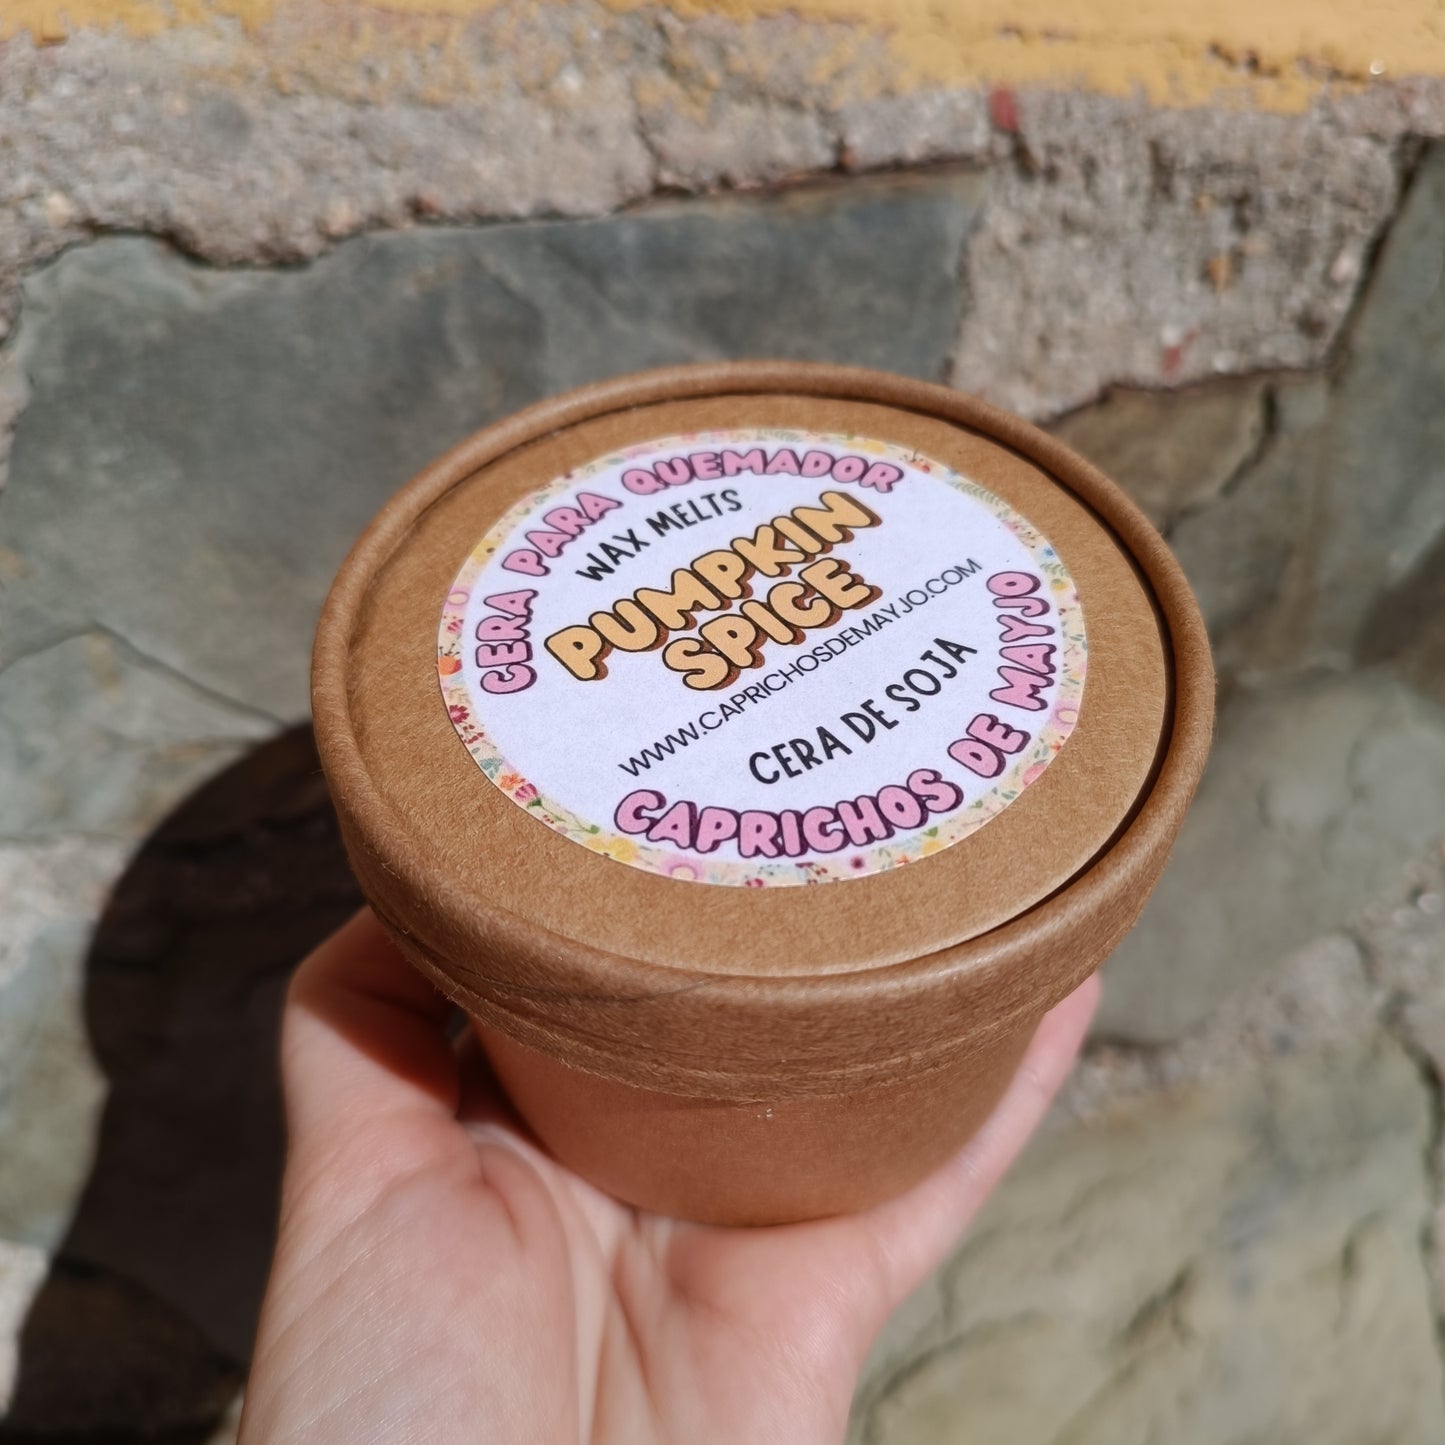 CERA PARA QUEMADOR
WAX MELTS
PUMPKIN
SPICE
WWW.CAPRICHOSDEMAYJO.COM
CERA DE SOJA
CAPRICHOS DE MAYJO